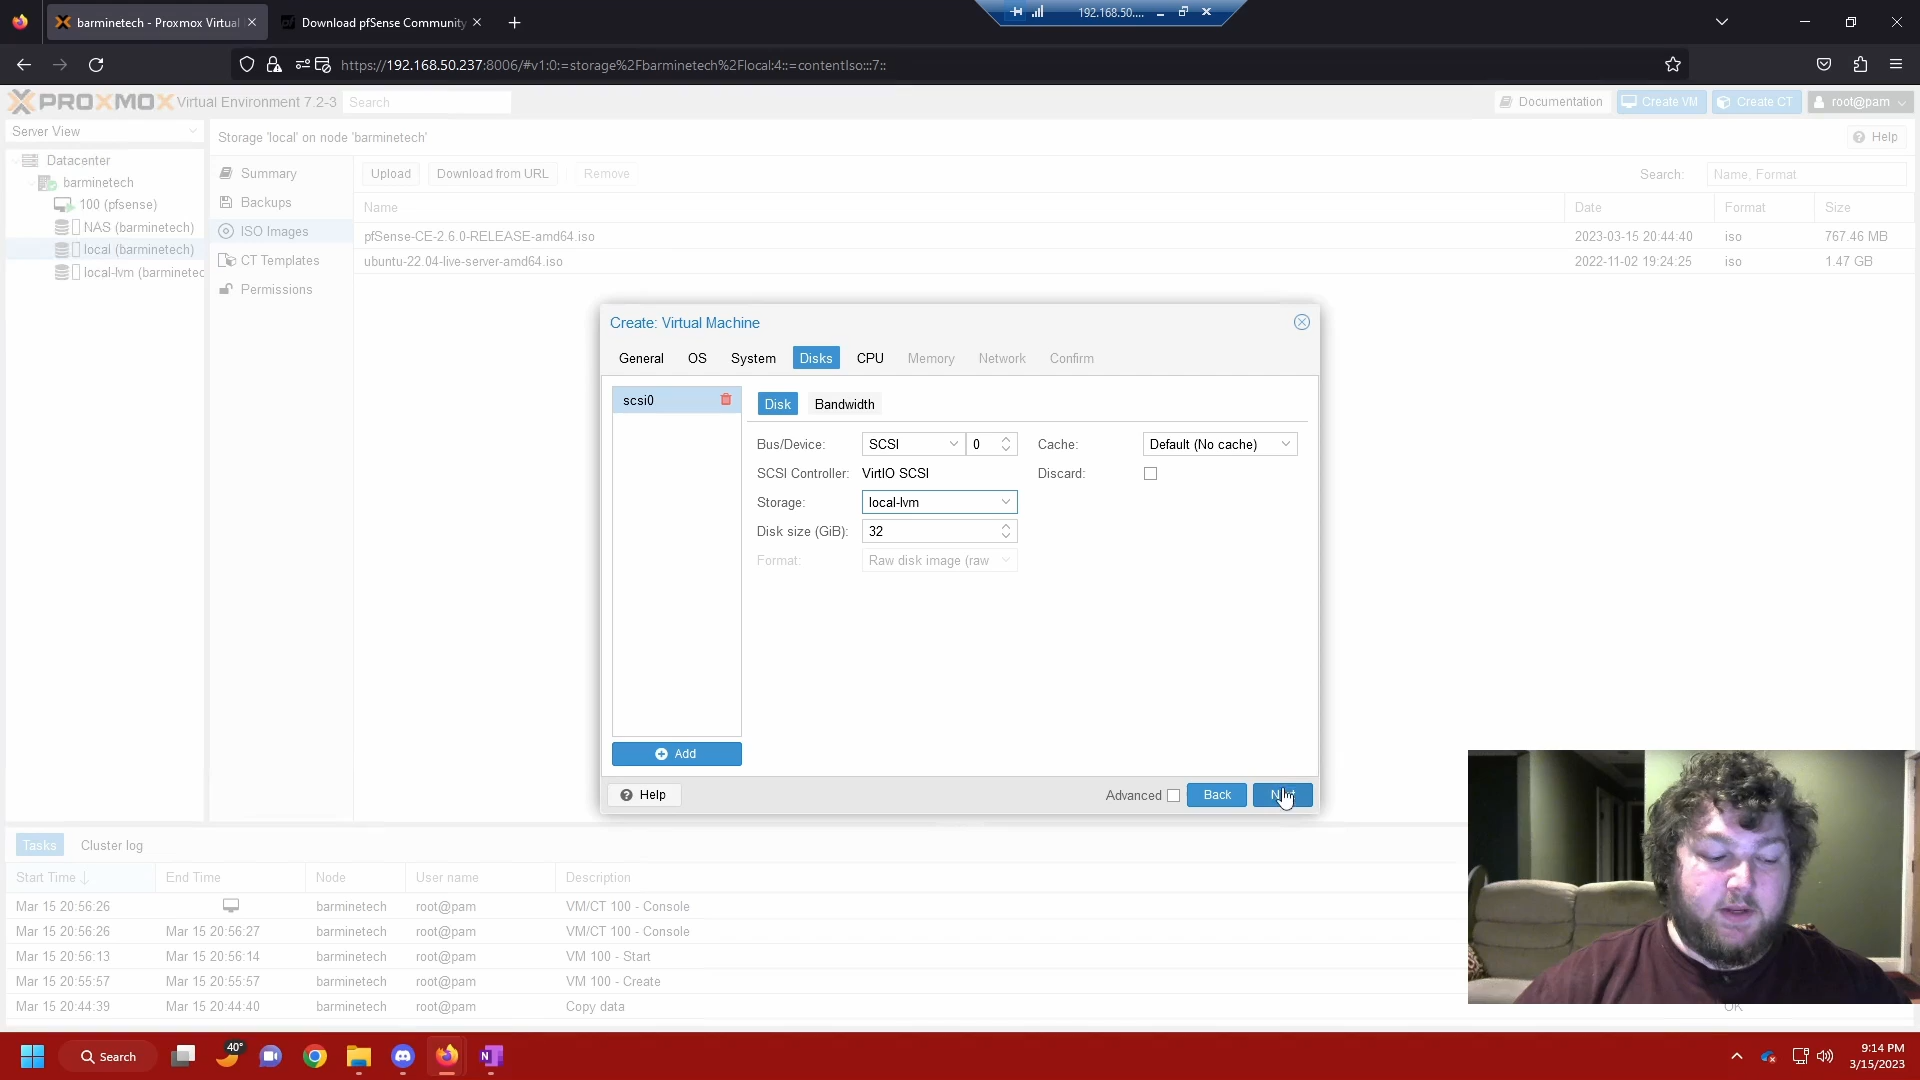 barminetech - Proxmox Virtual
Download pfSense Community
192.168.50....
https://192.168.50.237:8006/#v1:0:=storage%2Fbarminetech%2Flocal:4::=contentIso:::7::
PROXMOX Virtual Environment 7.2-3 Search
Documentation Create VM Create CT root@pam
Server View
Storage 'local' on node 'barminetech'
Help
Datacenter
barminetech
100 (pfsense)
NAS (barminetech)
local (barminetech)
local-lvm (barminetec
Summary
Backups
ISO Images
CT Templates
Permissions
Upload Download from URL Remove Search: Name, Format
Name Date Format Size
pfSense-CE-2.6.0-RELEASE-amd64.iso 2023-03-15 20:44:40 iso 767.46 MB
ubuntu-22.04-live-server-amd64.iso 2022-11-02 19:24:25 iso 1.47 GB
Create: Virtual Machine
General OS System Disks CPU Memory Network Confirm
scsi0
Disk Bandwidth
Bus/Device: SCSI 0 Cache: Default (No cache)
SCSI Controller: VirtIO SCSI Discard:
Storage: local-lvm
Disk size (GiB): 32
Format: Raw disk image (raw
Add
Help Advanced Back
Tasks Cluster log
Start Time End Time Node User name Description
Mar 15 20:56:26 barminetech root@pam VM/CT 100 - Console
Mar 15 20:56:26 Mar 15 20:56:27 barminetech root@pam VM/CT 100 - Console
Mar 15 20:56:13 Mar 15 20:56:14 barminetech root@pam VM 100 - Start
Mar 15 20:55:57 Mar 15 20:55:57 barminetech root@pam VM 100 - Create
Mar 15 20:44:39 Mar 15 20:44:40 barminetech root@pam Copy data OK
Search
40°
9:14 PM
3/15/2023